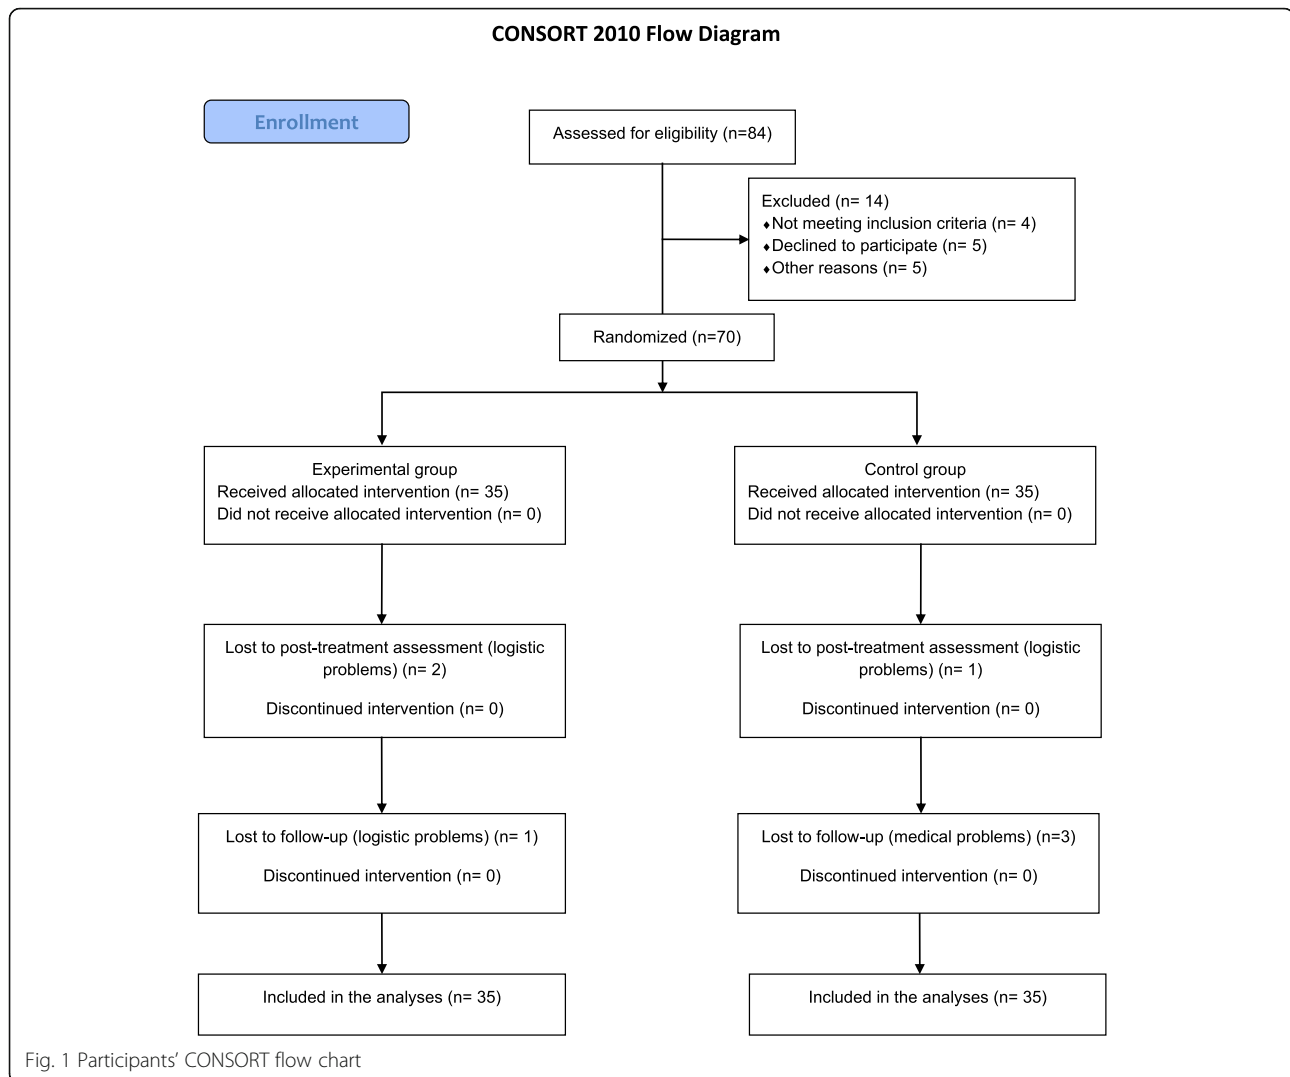 CONSORT 2010 Flow Diagram
Enrollment
Assessed for eligibility (n=84)
Excluded (n= 14)
♦Not meeting inclusion criteria (n= 4)
♦Declined to participate (n= 5)
♦Other reasons (n= 5)
Randomized (n=70)
Experimental group
Received allocated intervention (n= 35)
Did not receive allocated intervention (n= 0)
Control group
Received allocated intervention (n= 35)
Did not receive allocated intervention (n= 0)
Lost to post-treatment assessment (logistic
problems) (n= 2)
Discontinued intervention (n= 0)
Lost to post-treatment assessment (logistic
problems) (n= 1)
Discontinued intervention (n= 0)
Lost to follow-up (logistic problems) (n= 1)
Discontinued intervention (n= 0)
Lost to follow-up (medical problems) (n=3)
Discontinued intervention (n= 0)
Included in the analyses (n= 35)
Included in the analyses (n= 35)
Fig. 1 Participants’ CONSORT flow chart